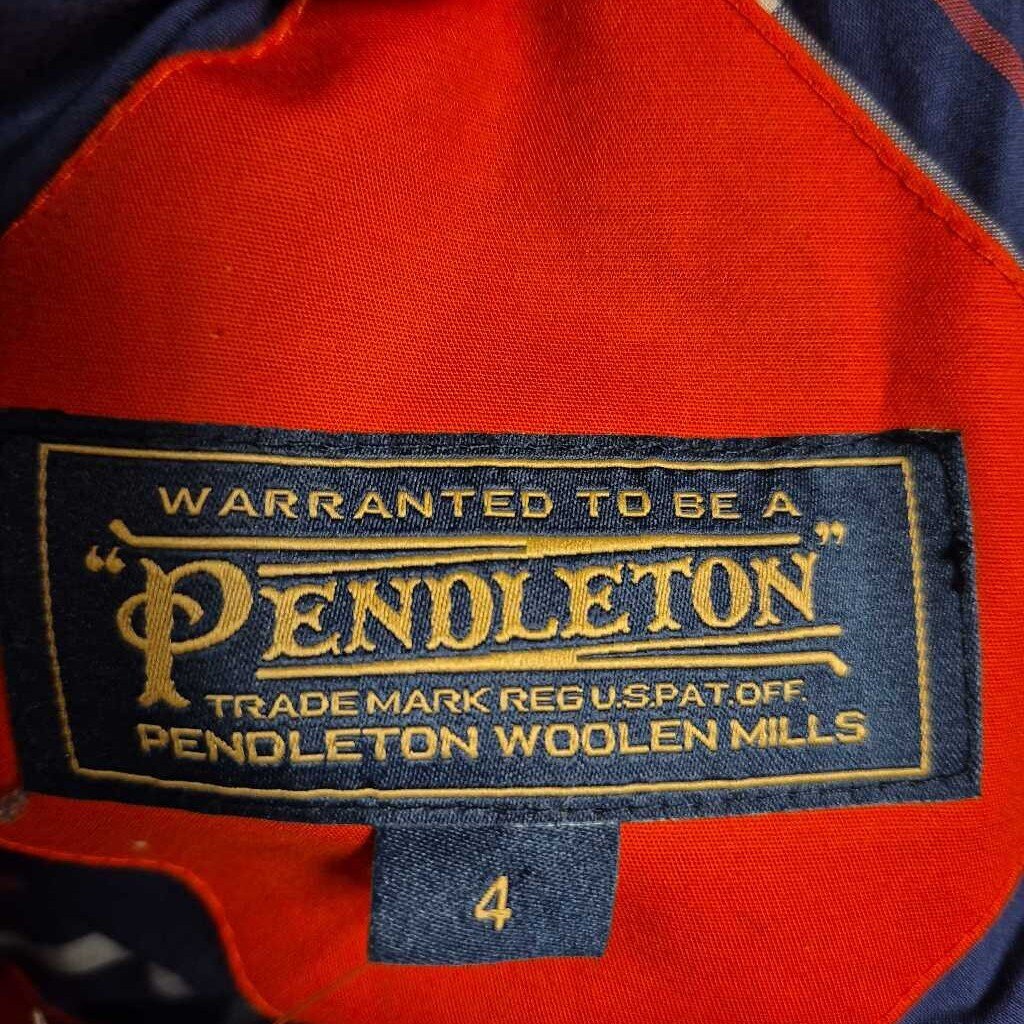 WARRANTED TO BE A
“PENDLETON”
TRADE MARK REG U.S.PAT.OFF.
PENDLETON WOOLEN MILLS
4